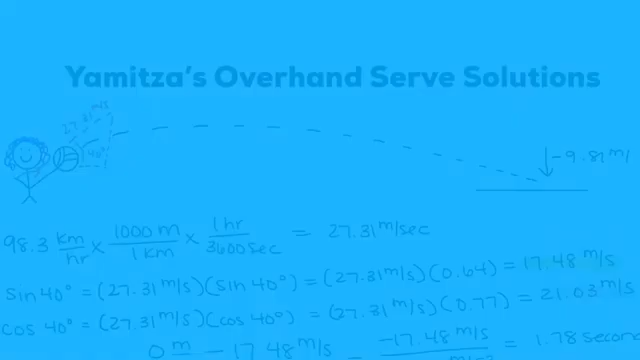 Yamitza's Overhand Serve Solutions
27.31 m/s
40°
-9.81 m/
98.3 km/hr × 1000 m/1 km × 1 hr/3600 sec = 27.31 m/sec
sin 40° = (27.31 m/s)(sin 40°) = (27.31 m/s)(0.64) = 17.48 m/s
cos 40° = (27.31 m/s)(cos 40°) = (27.31 m/s)(0.77) = 21.03 m/s
0 m - 17.48 m/s -17.48 m/s = 1.78 second